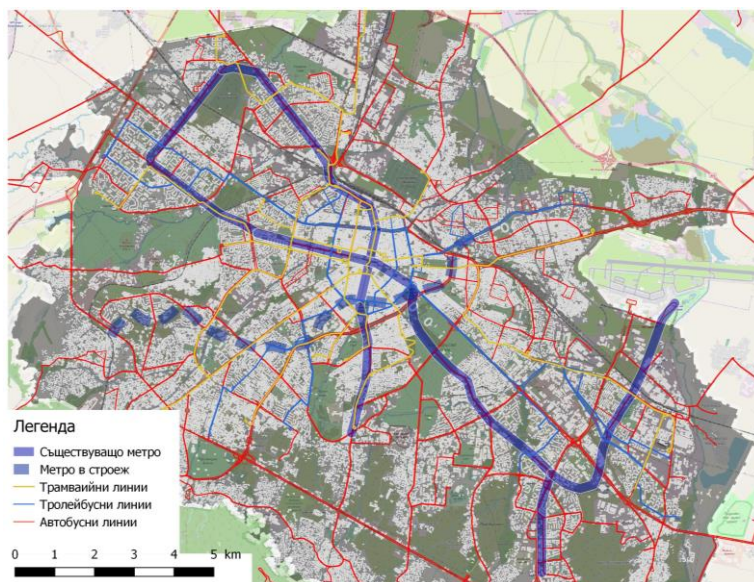 Легенда
Съществуващо метро
Метро в строеж
Трамвайни линии
Тролейбусни линии
Автобусни линии
0 1 2 3 4 5 km